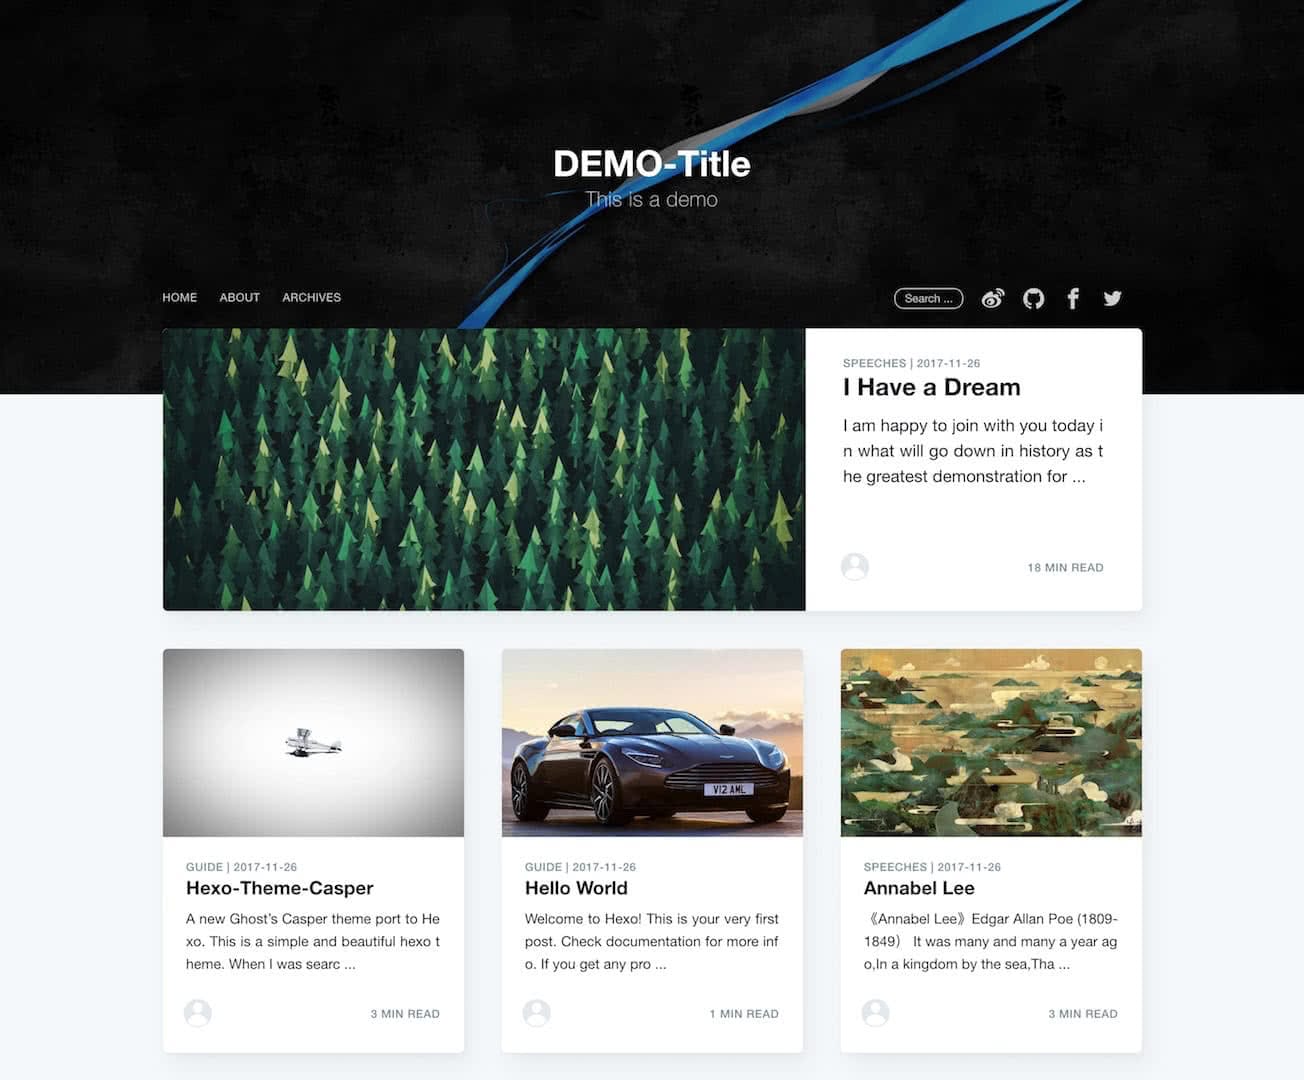 DEMO-Title
This is a demo
HOME ABOUT ARCHIVES Search ...
SPEECHES | 2017-11-26
I Have a Dream
I am happy to join with you today i
n what will go down in history as t
he greatest demonstration for ...
18 MIN READ
V12 AML
GUIDE | 2017-11-26
Hexo-Theme-Casper
A new Ghost's Casper theme port to He
xo. This is a simple and beautiful hexo t
heme. When I was searc ...
3 MIN READ
GUIDE | 2017-11-26
Hello World
Welcome to Hexo! This is your very first
post. Check documentation for more inf
o. If you get any pro ...
1 MIN READ
SPEECHES | 2017-11-26
Annabel Lee
《Annabel Lee》Edgar Allan Poe (1809-
1849） It was many and many a year ag
o,In a kingdom by the sea,Tha ...
3 MIN READ